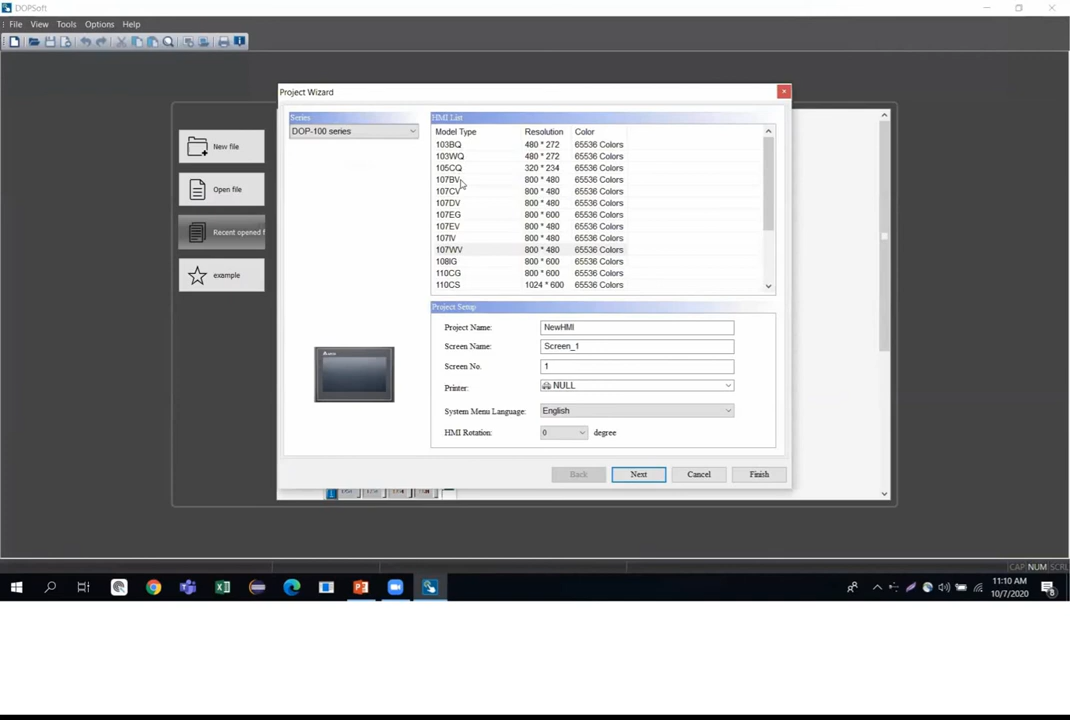 DOPSoft
File View Tools Options Help
Project Wizard
Series
DOP-100 series
HMI List
Model Type Resolution Color
103BQ 480 * 272 65536 Colors
103WQ 480 * 272 65536 Colors
105CQ 320 * 234 65536 Colors
107BV 800 * 480 65536 Colors
107CV 800 * 480 65536 Colors
107DV 800 * 480 65536 Colors
107EG 800 * 600 65536 Colors
107EV 800 * 480 65536 Colors
107IV 800 * 480 65536 Colors
107WV 800 * 480 65536 Colors
108IG 800 * 600 65536 Colors
110CG 800 * 600 65536 Colors
110CS 1024 * 600 65536 Colors
New file
Open file
Recent opened f
example
Project Setup
Project Name: NewHMI
Screen Name: Screen_1
Screen No. 1
Printer: NULL
System Menu Language: English
HMI Rotation: 0 degree
Back Next Cancel Finish
CAP NUM SCRL
11:10 AM
10/7/2020